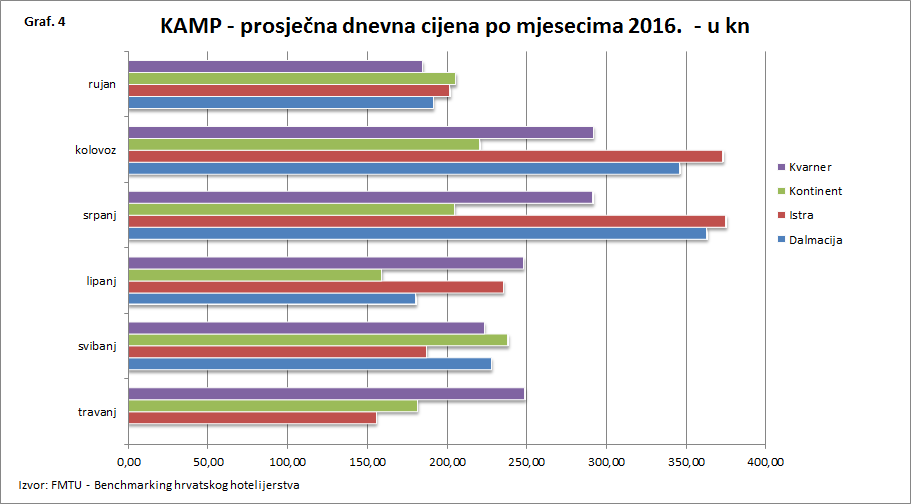 Graf. 4
KAMP - prosječna dnevna cijena po mjesecima 2016. - u kn
rujan
kolovoz
srpanj
lipanj
svibanj
travanj
Kvarner
Kontinent
Istra
Dalmacija
0,00 50,00 100,00 150,00 200,00 250,00 300,00 350,00 400,00
Izvor: FMTU - Benchmarking hrvatskog hotelijerstva